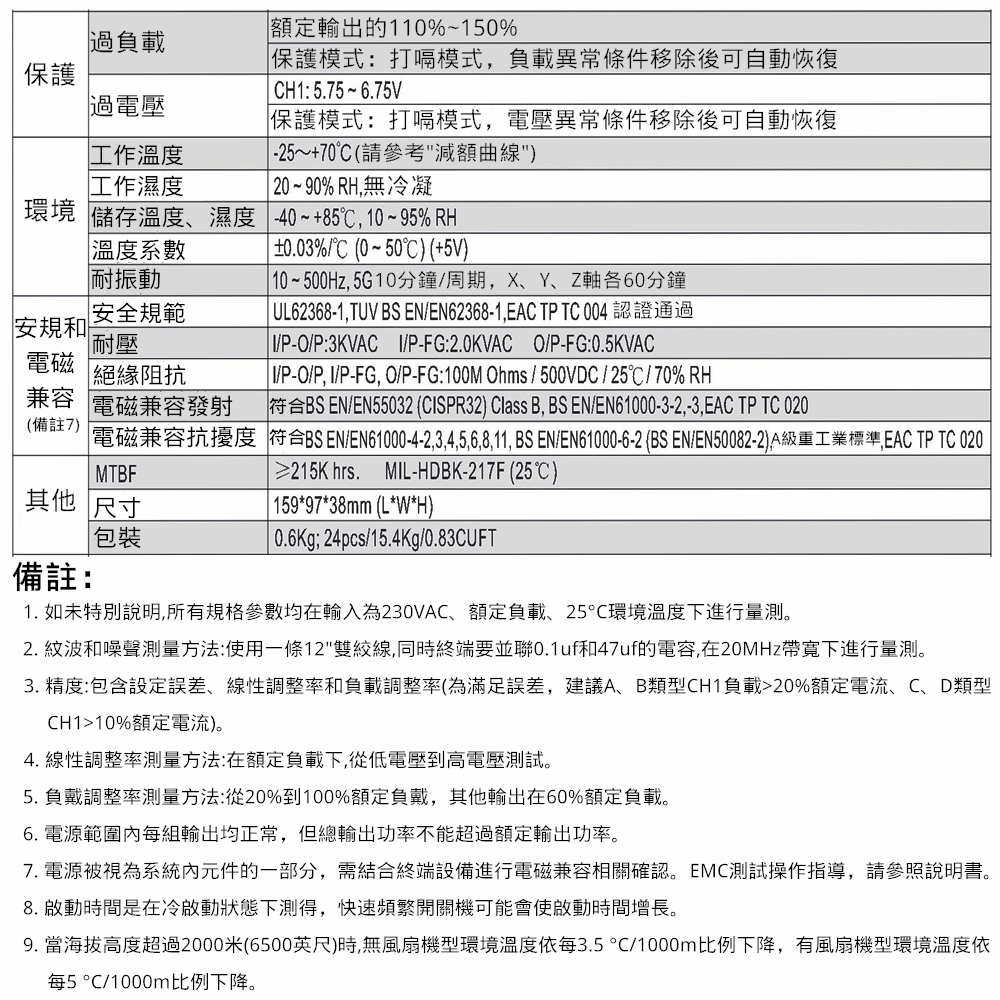 保護
過負載
額定輸出的110%~150%
保護模式：打嗝模式，負載異常條件移除後可自動恢復
過電壓
CH1: 5.75 ~ 6.75V
保護模式：打嗝模式，電壓異常條件移除後可自動恢復
環境
工作溫度
-25～+70℃(請參考"減額曲線")
工作濕度
20 ~ 90% RH,無冷凝
儲存溫度、濕度
-40 ~ +85℃, 10 ~ 95% RH
溫度系數
±0.03%/℃ (0 ~ 50℃) (+5V)
耐振動
10 ~ 500Hz, 5G 10分鐘/周期，X、Y、Z軸各60分鐘
安規和
電磁
兼容
(備註7)
安全規範
UL62368-1,TUV BS EN/EN62368-1,EAC TP TC 004 認證通過
耐壓
I/P-O/P:3KVAC I/P-FG:2.0KVAC O/P-FG:0.5KVAC
絕緣阻抗
I/P-O/P, I/P-FG, O/P-FG:100M Ohms / 500VDC / 25℃/ 70% RH
電磁兼容發射
符合BS EN/EN55032 (CISPR32) Class B, BS EN/EN61000-3-2,-3,EAC TP TC 020
電磁兼容抗擾度
符合BS EN/EN61000-4-2,3,4,5,6,8,11, BS EN/EN61000-6-2 (BS EN/EN50082-2),A級重工業標準,EAC TP TC 020
其他
MTBF
≥215K hrs. MIL-HDBK-217F (25℃)
尺寸
159*97*38mm (L*W*H)
包裝
0.6Kg; 24pcs/15.4Kg/0.83CUFT
備註：
1. 如未特別說明,所有規格參數均在輸入為230VAC、額定負載、25°C環境溫度下進行量測。
2. 紋波和噪聲測量方法:使用一條12"雙絞線,同時終端要並聯0.1uf和47uf的電容,在20MHz帶寬下進行量測。
3. 精度:包含設定誤差、線性調整率和負載調整率(為滿足誤差，建議A、B類型CH1負載>20%額定電流、C、D類型
CH1>10%額定電流)。
4. 線性調整率測量方法:在額定負載下,從低電壓到高電壓測試。
5. 負戴調整率測量方法:從20%到100%額定負戴，其他輸出在60%額定負載。
6. 電源範圍內每組輸出均正常，但總輸出功率不能超過額定輸出功率。
7. 電源被視為系統內元件的一部分，需結合終端設備進行電磁兼容相關確認。EMC測試操作指導，請參照說明書。
8. 啟動時間是在冷啟動狀態下測得，快速頻繁開關機可能會使啟動時間增長。
9. 當海拔高度超過2000米(6500英尺)時,無風扇機型環境溫度依每3.5 °C/1000m比例下降，有風扇機型環境溫度依
每5 °C/1000m比例下降。